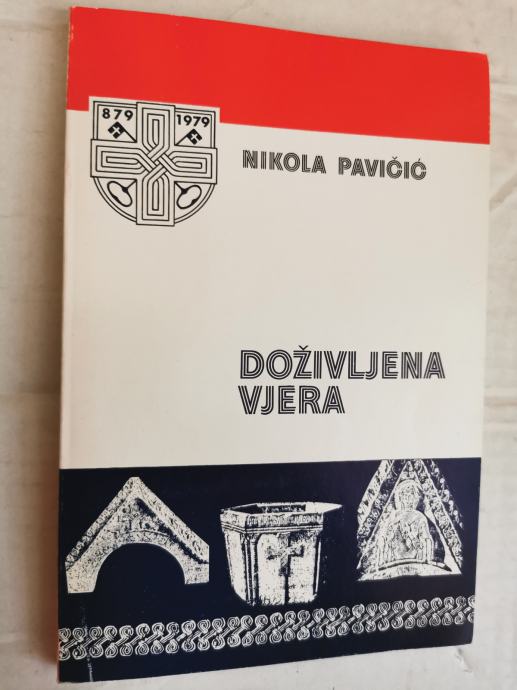 879 1979
NIKOLA PAVIČIĆ
DOŽIVLJENA
VJERA